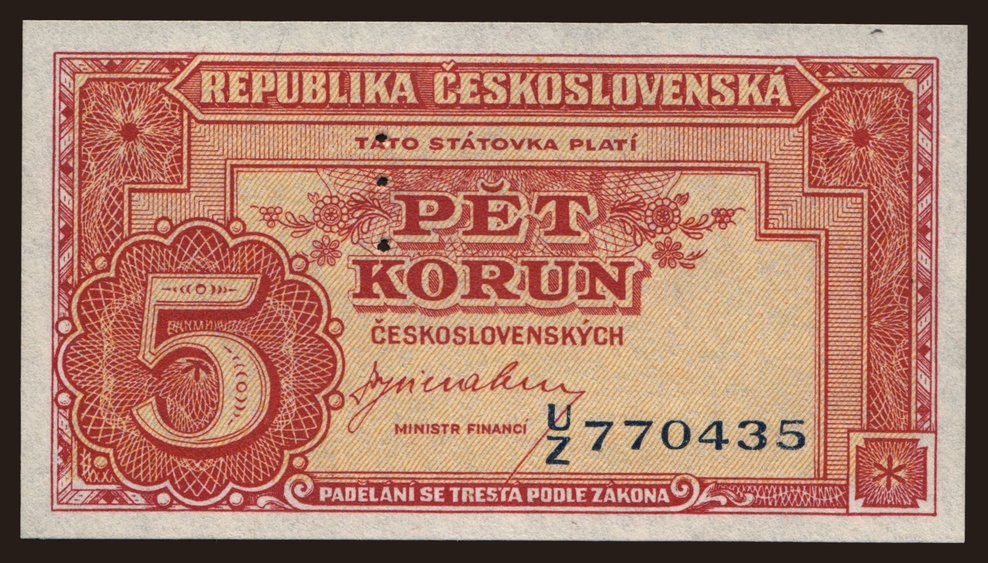 REPUBLIKA ČESKOSLOVENSKÁ
TATO STÁTOVKA PLATÍ
PĚT
KORUN
ČESKOSLOVENSKÝCH
5
MINISTR FINANCÍ
U/Z 770435
PADĚLÁNÍ SE TRESTÁ PODLE ZÁKONA